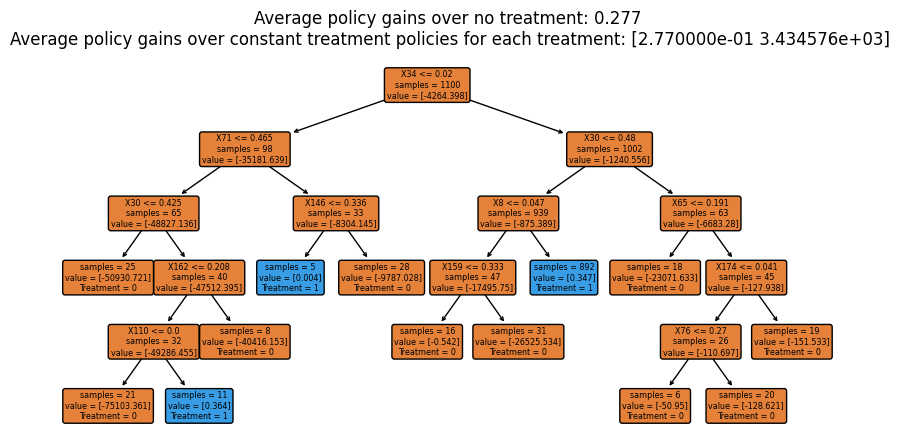 Average policy gains over no treatment: 0.277
Average policy gains over constant treatment policies for each treatment: [2.770000e-01 3.434576e+03]
X34 <= 0.02
samples = 1100
value = [-4264.398]
X71 <= 0.465
samples = 98
value = [-35181.639]
X30 <= 0.48
samples = 1002
value = [-1240.556]
X30 <= 0.425
samples = 65
value = [-48827.136]
X146 <= 0.336
samples = 33
value = [-8304.145]
X8 <= 0.047
samples = 939
value = [-875.389]
X65 <= 0.191
samples = 63
value = [-6683.28]
samples = 25
value = [-50930.721]
Treatment = 0
X162 <= 0.208
samples = 40
value = [-47512.395]
samples = 5
value = [0.004]
Treatment = 1
samples = 28
value = [-9787.028]
Treatment = 0
X159 <= 0.333
samples = 47
value = [-17495.75]
samples = 892
value = [0.347]
Treatment = 1
samples = 18
value = [-23071.633]
Treatment = 0
X174 <= 0.041
samples = 45
value = [-127.938]
X110 <= 0.0
samples = 32
value = [-49286.455]
samples = 8
value = [-40416.153]
Treatment = 0
samples = 16
value = [-0.542]
Treatment = 0
samples = 31
value = [-26525.534]
Treatment = 0
X76 <= 0.27
samples = 26
value = [-110.697]
samples = 19
value = [-151.533]
Treatment = 0
samples = 21
value = [-75103.361]
Treatment = 0
samples = 11
value = [0.364]
Treatment = 1
samples = 6
value = [-50.95]
Treatment = 0
samples = 20
value = [-128.621]
Treatment = 0